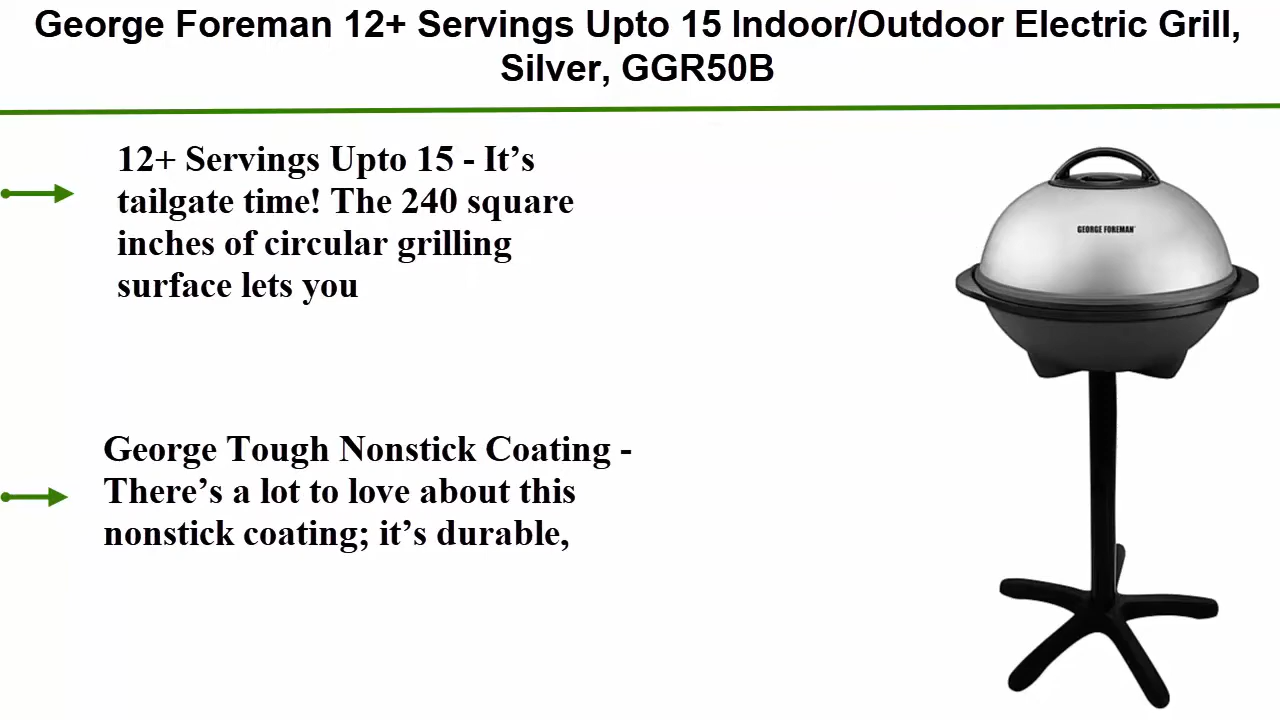 George Foreman 12+ Servings Upto 15 Indoor/Outdoor Electric Grill,
Silver, GGR50B
12+ Servings Upto 15 - It’s
tailgate time! The 240 square
inches of circular grilling
surface lets you
GEORGE FOREMAN
George Tough Nonstick Coating -
There’s a lot to love about this
nonstick coating; it’s durable,